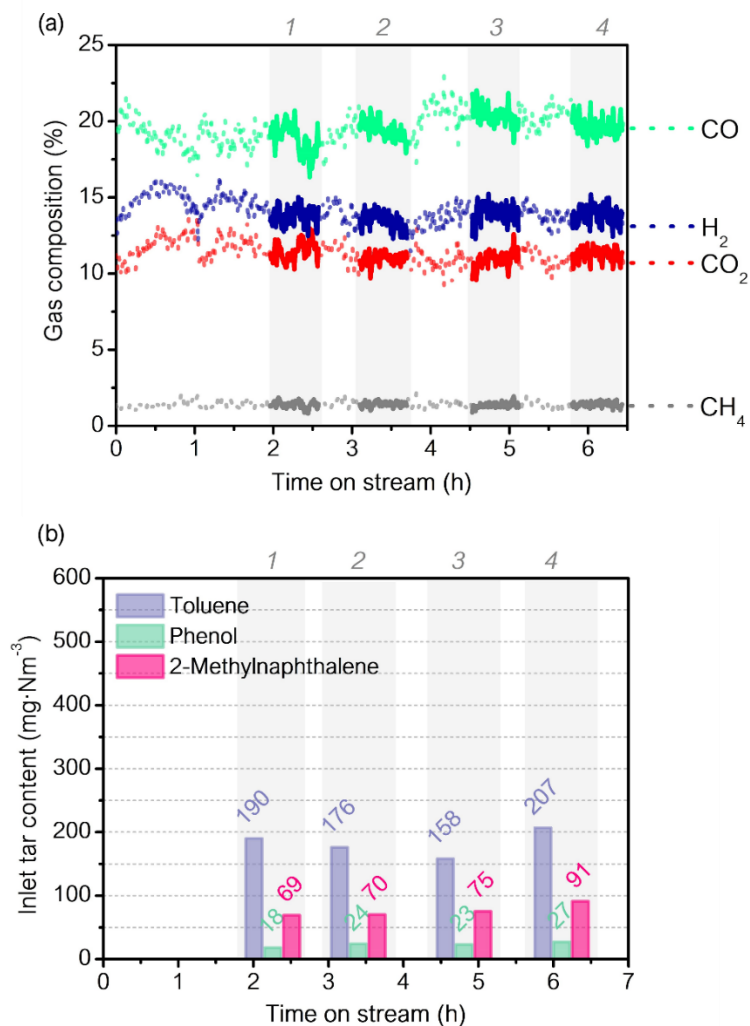 (a)
1 2 3 4
25
20
15
10
5
0
Gas composition (%)
CO
H₂
CO₂
CH₄
0 1 2 3 4 5 6
Time on stream (h)
(b)
1 2 3 4
600
500
400
300
200
100
0
Inlet tar content (mg·Nm⁻³)
Toluene
Phenol
2-Methylnaphthalene
190 18 69 176 24 70 158 23 75 207 27 91
0 1 2 3 4 5 6 7
Time on stream (h)